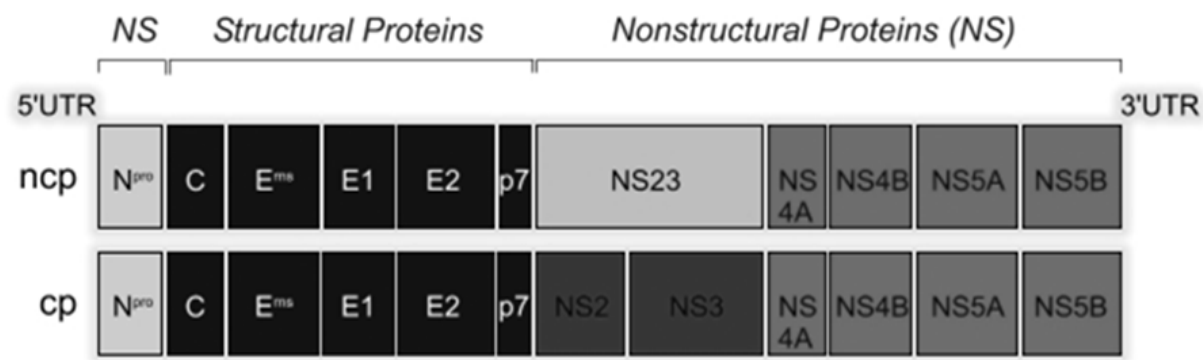 NS Structural Proteins Nonstructural Proteins (NS)
5'UTR 3'UTR
ncp Npro C Erns E1 E2 p7 NS23 NS 4A NS4B NS5A NS5B
cp Npro C Erns E1 E2 p7 NS2 NS3 NS 4A NS4B NS5A NS5B